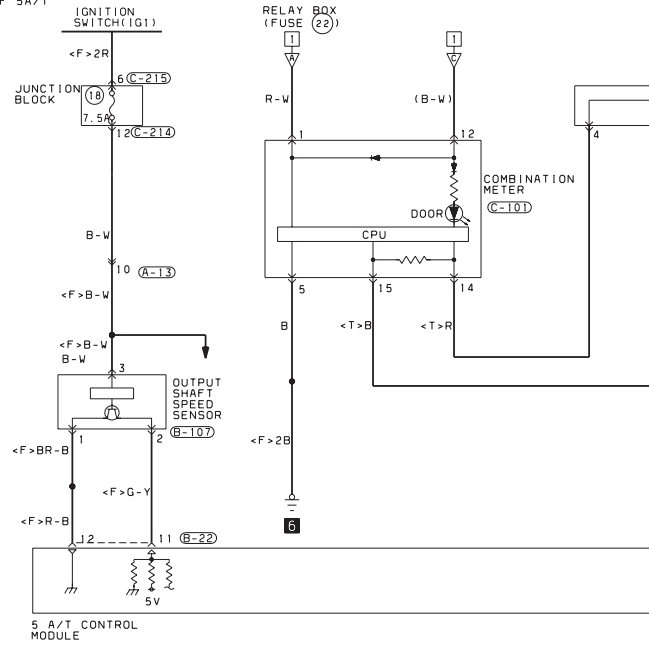 F 5A/T
IGNITION
SWITCH(IG1)
RELAY BOX
(FUSE 22)
<F>2R
1
1
A
C
6 C-215
JUNCTION
BLOCK
18
7.5A
R-W
(B-W)
12 C-214
1
12
4
COMBINATION
METER
C-101
DOOR
CPU
B-W
10 A-13
5
15
14
<F>B-W
B
<T>B
<T>R
<F>B-W
B-W
3
OUTPUT
SHAFT
SPEED
SENSOR
B-107
1
2
<F>BR-B
<F>2B
<F>G-Y
<F>R-B
6
12
11 B-22
5V
5 A/T CONTROL
MODULE